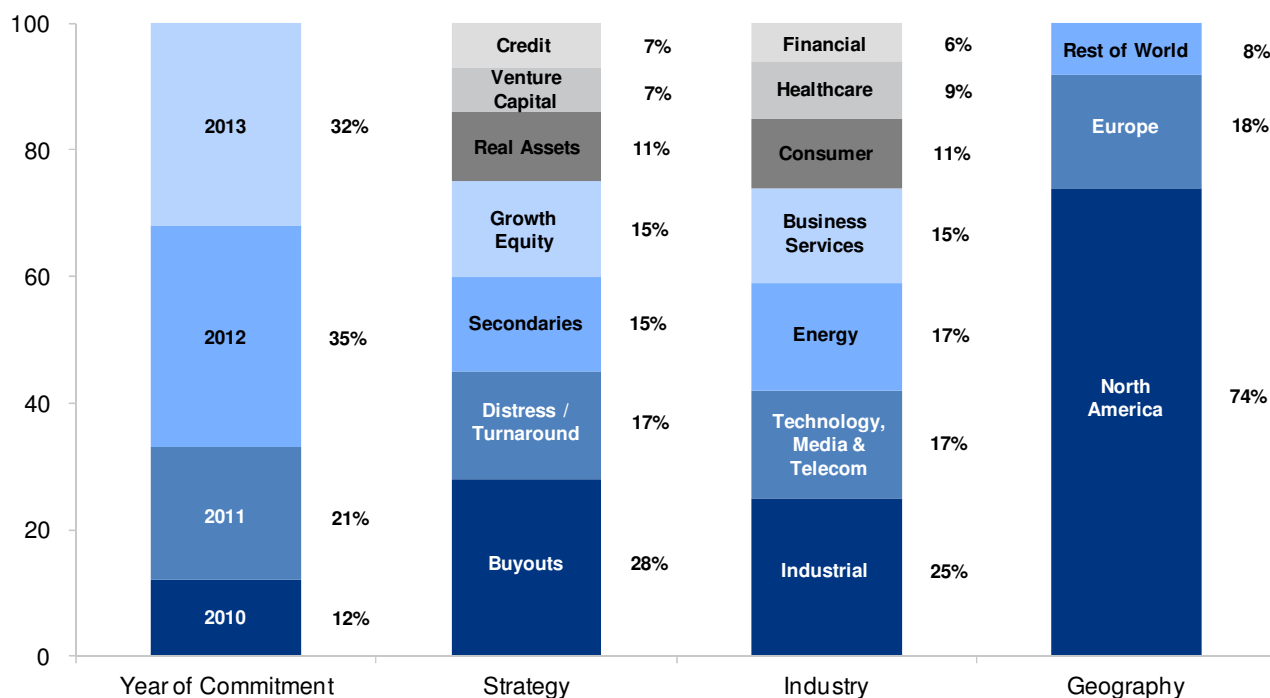 100
80
60
40
20
0
2013 32%
2012 35%
2011 21%
2010 12%
Year of Commitment
Credit 7%
Venture
Capital 7%
Real Assets 11%
Growth
Equity 15%
Secondaries 15%
Distress /
Turnaround 17%
Buyouts 28%
Strategy
Financial 6%
Healthcare 9%
Consumer 11%
Business
Services 15%
Energy 17%
Technology,
Media &
Telecom 17%
Industrial 25%
Industry
Rest of World 8%
Europe 18%
North
America 74%
Geography